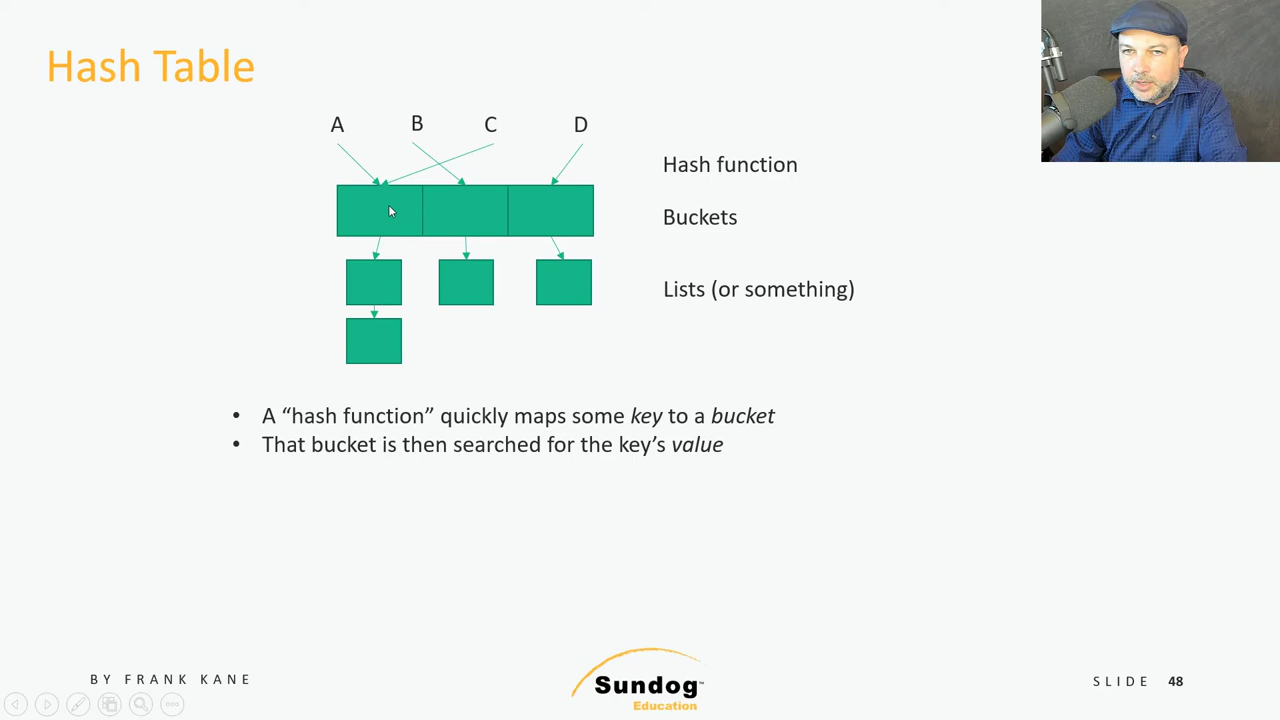 Hash Table
A B C D
Hash function
Buckets
Lists (or something)
• A “hash function” quickly maps some key to a bucket
• That bucket is then searched for the key’s value
BY FRANK KANE
Sundog™
Education
SLIDE 48